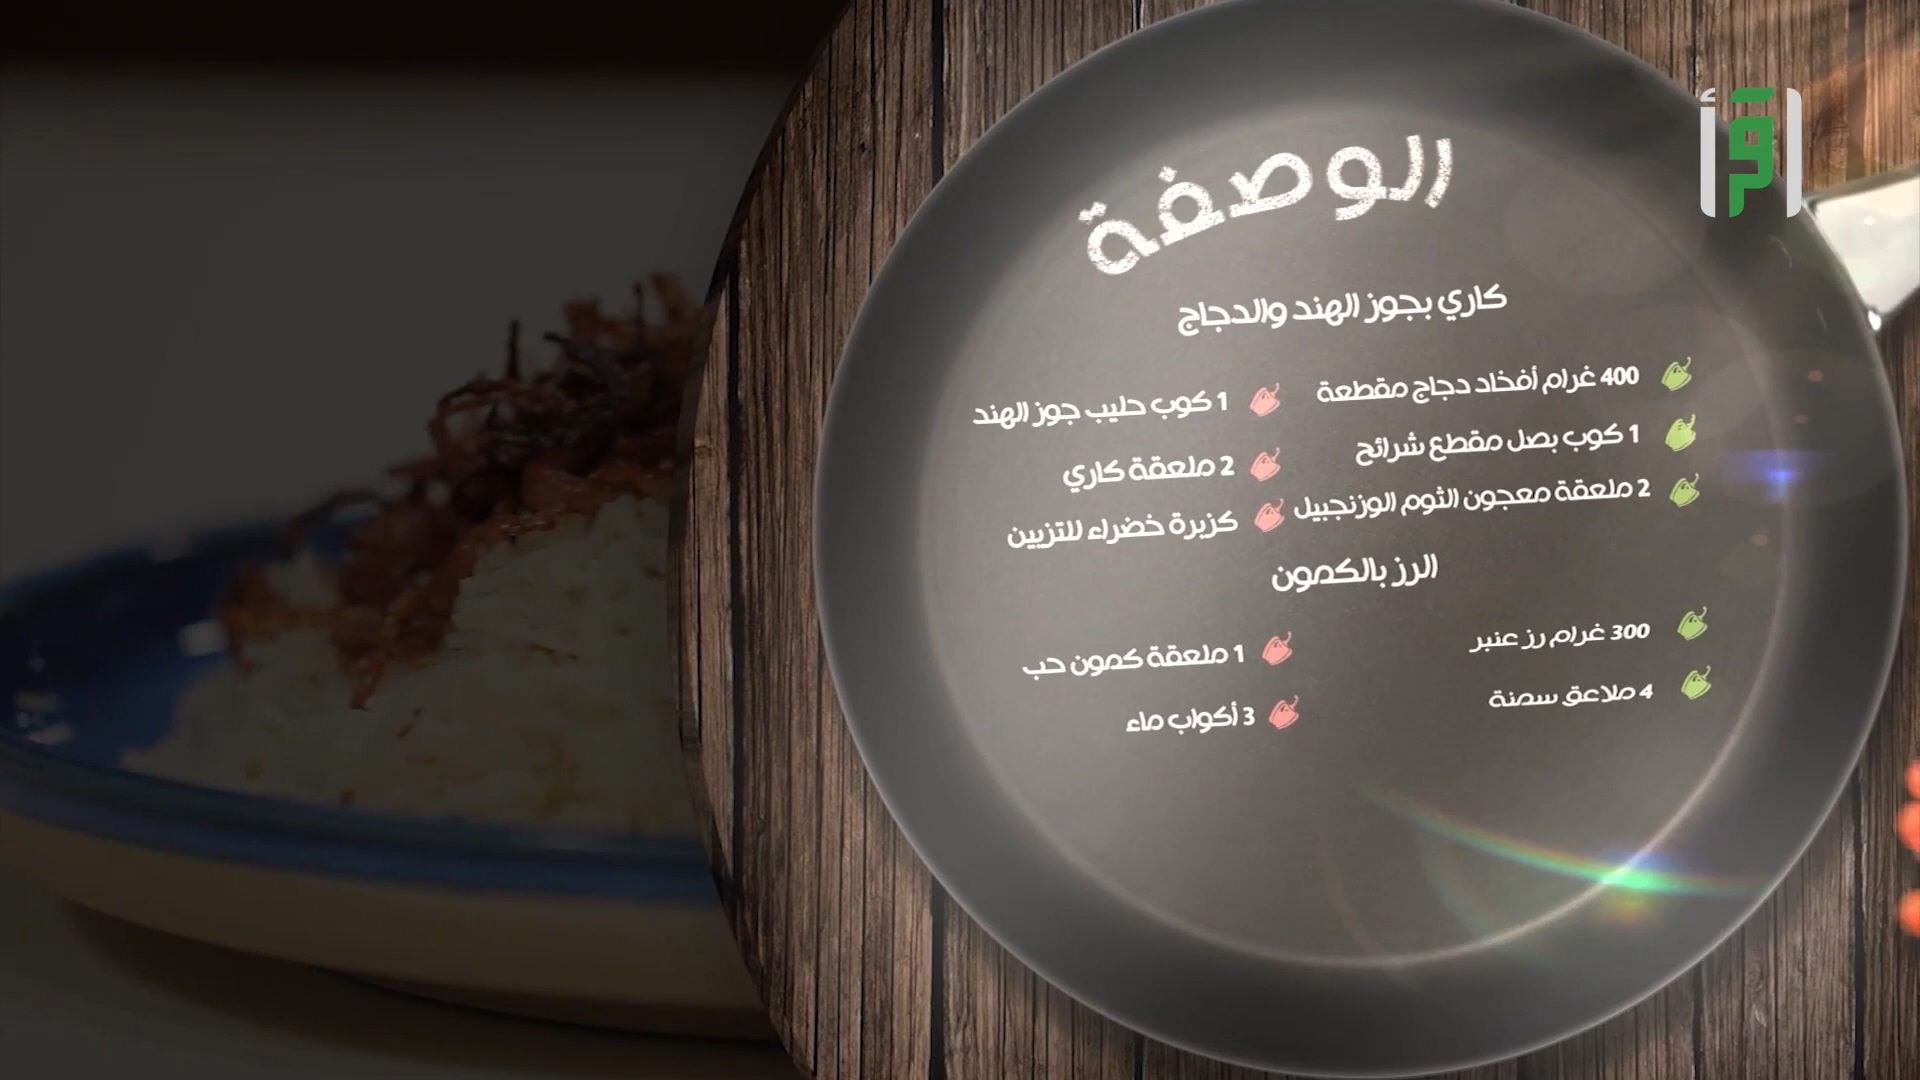 اقرأ
الوصفة
كاري بجوز الهند والدجاج
400 غرام أفخاد دجاج مقطعة
1 كوب بصل مقطع شرائح
2 ملعقة معجون الثوم الوزنجبيل
1 كوب حليب جوز الهند
2 ملعقة كاري
كزبرة خضراء للتزيين
الرز بالكمون
300 غرام رز عنبر
4 ملاعق سمنة
1 ملعقة كمون حب
3 أكواب ماء